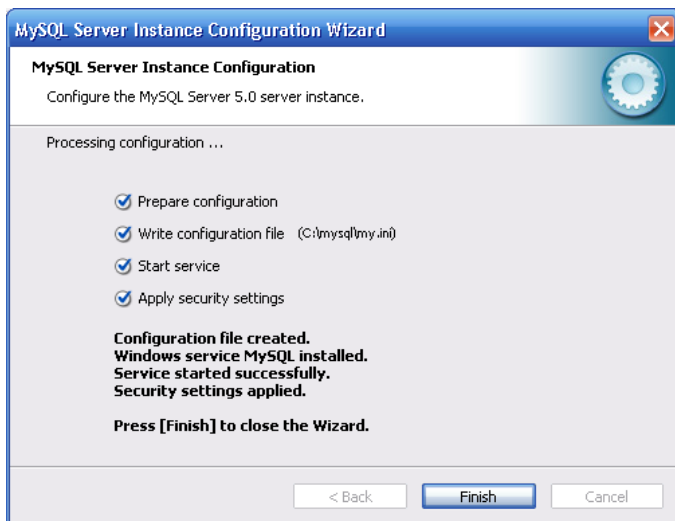 MySQL Server Instance Configuration Wizard
MySQL Server Instance Configuration
Configure the MySQL Server 5.0 server instance.
Processing configuration ...
Prepare configuration
Write configuration file (C:\mysql\my.ini)
Start service
Apply security settings
Configuration file created.
Windows service MySQL installed.
Service started successfully.
Security settings applied.
Press [Finish] to close the Wizard.
< Back Finish Cancel